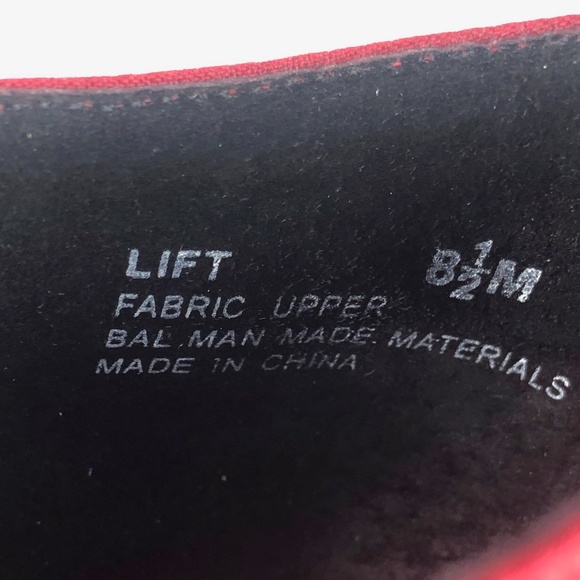 LIFT 8½M
FABRIC UPPER
BAL. MAN MADE MATERIALS
MADE IN CHINA